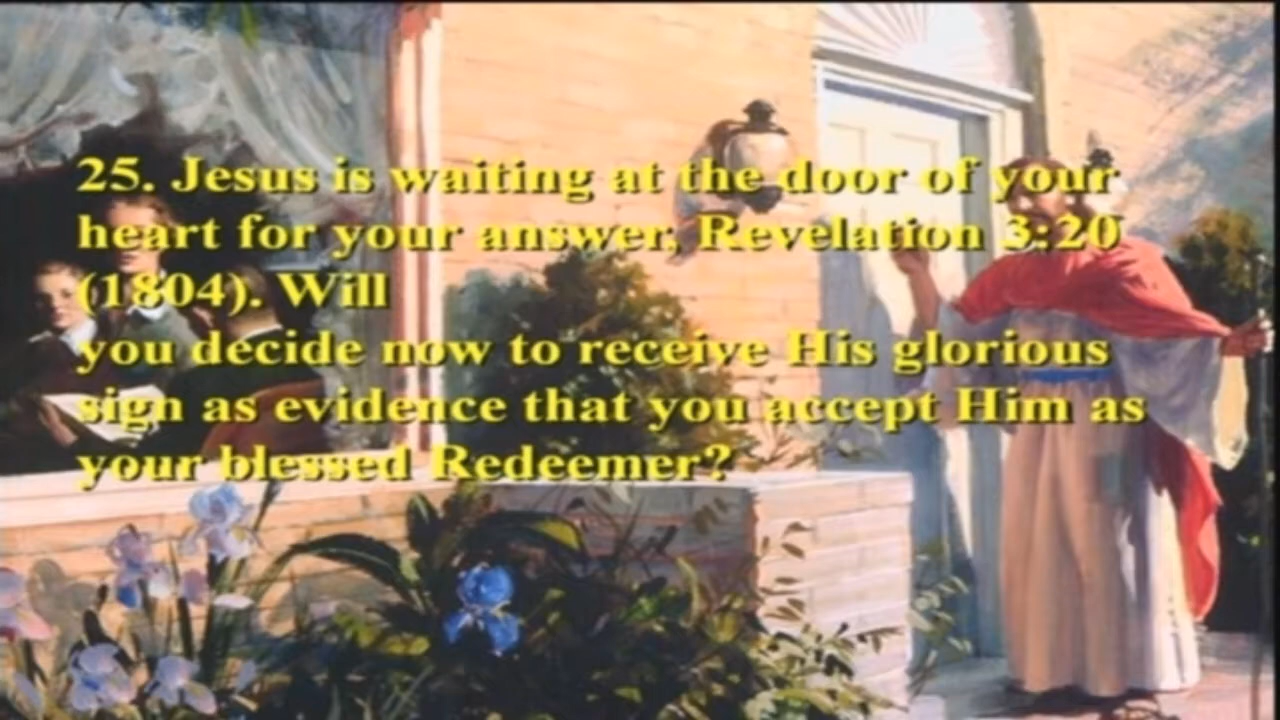 25. Jesus is waiting at the door of your
heart for your answer, Revelation 3:20
(1804). Will
you decide now to receive His glorious
sign as evidence that you accept Him as
your blessed Redeemer?